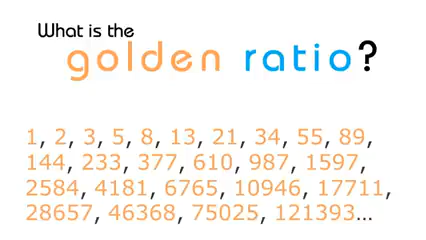 What is the
golden ratio?
1, 2, 3, 5, 8, 13, 21, 34, 55, 89,
144, 233, 377, 610, 987, 1597,
2584, 4181, 6765, 10946, 17711,
28657, 46368, 75025, 121393...